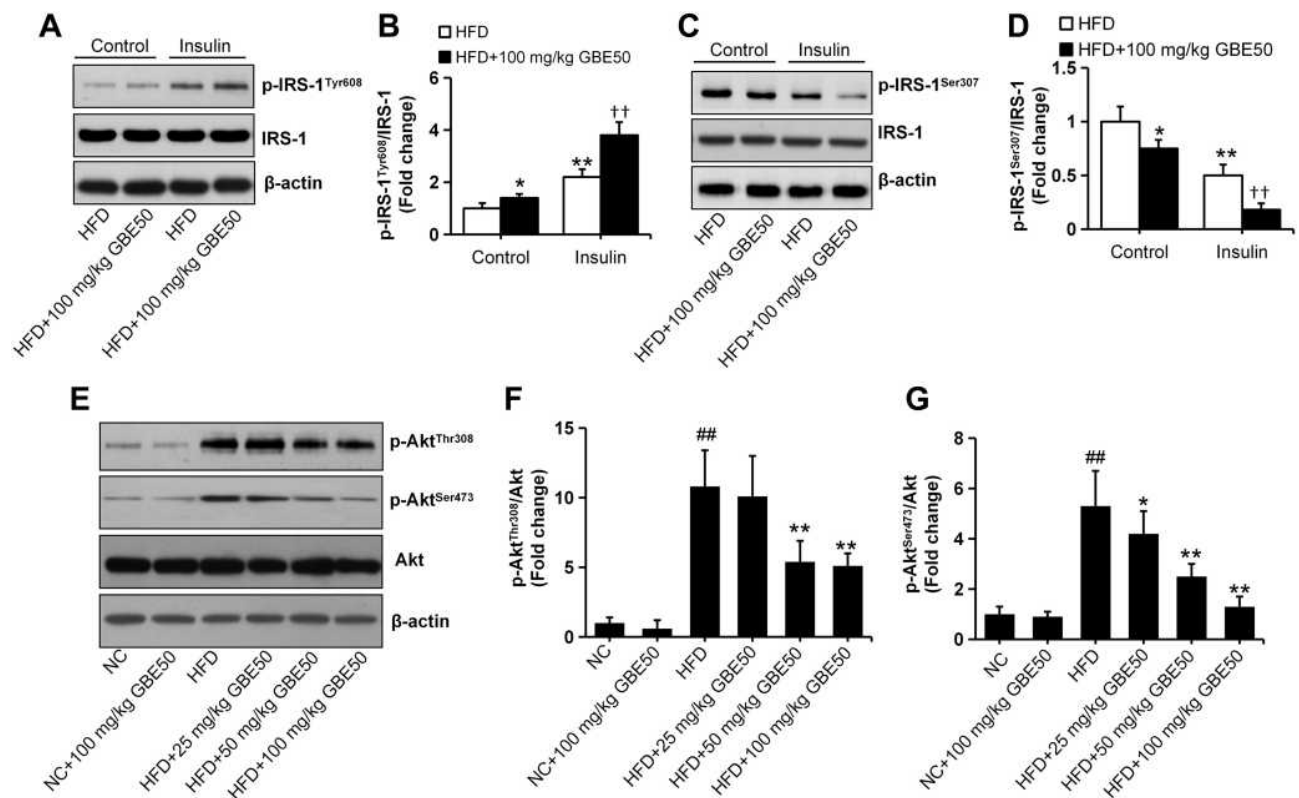 A
Control Insulin
p-IRS-1Tyr608
IRS-1
β-actin
HFD
HFD+100 mg/kg GBE50
HFD
HFD+100 mg/kg GBE50
B
HFD
HFD+100 mg/kg GBE50
p-IRS-1Tyr608/IRS-1
(Fold change)
6
4
2
0
*
**
††
Control Insulin
C
Control Insulin
p-IRS-1Ser307
IRS-1
β-actin
HFD
HFD+100 mg/kg GBE50
HFD
HFD+100 mg/kg GBE50
D
HFD
HFD+100 mg/kg GBE50
p-IRS-1Ser307/IRS-1
(Fold change)
1.5
1
0.5
0
*
**
††
Control Insulin
E
p-AktThr308
p-AktSer473
Akt
β-actin
NC
NC+100 mg/kg GBE50
HFD
HFD+25 mg/kg GBE50
HFD+50 mg/kg GBE50
HFD+100 mg/kg GBE50
F
p-AktThr308/Akt
(Fold change)
15
10
5
0
##
**
**
NC
NC+100 mg/kg GBE50
HFD
HFD+25 mg/kg GBE50
HFD+50 mg/kg GBE50
HFD+100 mg/kg GBE50
G
p-AktSer473/Akt
(Fold change)
8
6
4
2
0
##
*
**
**
NC
NC+100 mg/kg GBE50
HFD
HFD+25 mg/kg GBE50
HFD+50 mg/kg GBE50
HFD+100 mg/kg GBE50